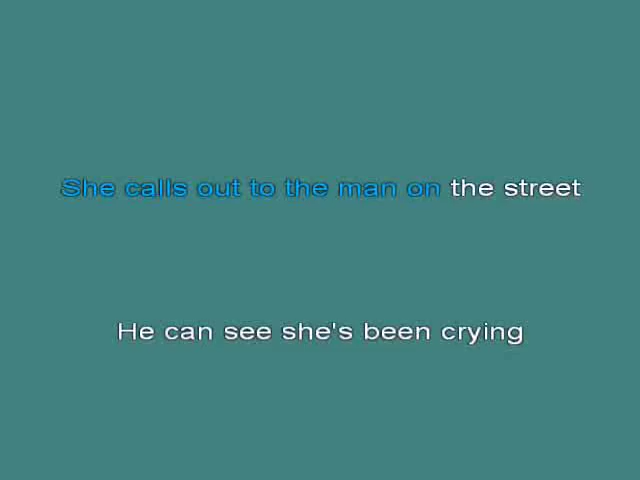 She calls out to the man on the street
He can see she's been crying